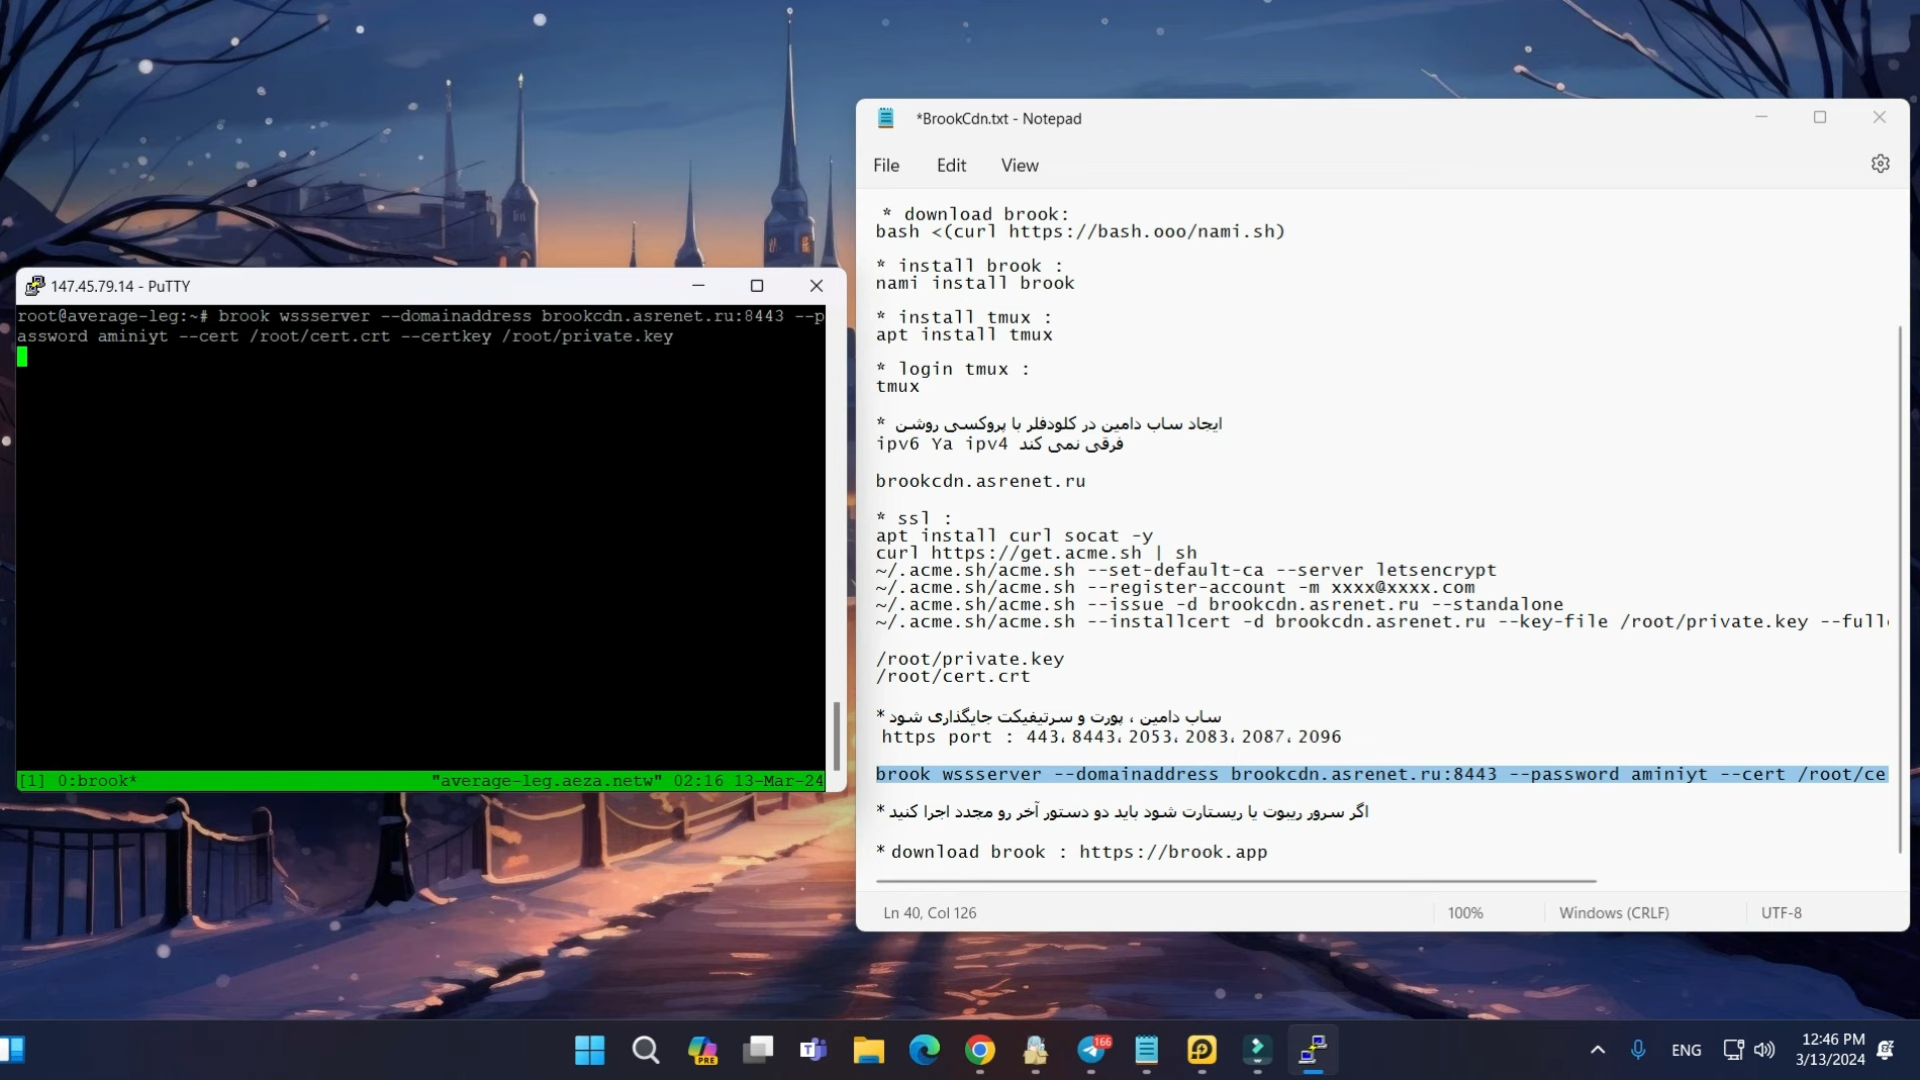 147.45.79.14 - PuTTY
root@average-leg:~# brook wssserver --domainaddress brookcdn.asrenet.ru:8443 --p
assword aminiyt --cert /root/cert.crt --certkey /root/private.key
[1] 0:brook* "average-leg.aeza.netw" 02:16 13-Mar-24
*BrookCdn.txt - Notepad
File Edit View
* download brook:
bash <(curl https://bash.ooo/nami.sh)
* install brook :
nami install brook
* install tmux :
apt install tmux
* login tmux :
tmux
* ایجاد ساب دامین در کلودفلر با پروکسی روشن
ipv6 Ya ipv4 فرقی نمی کند
brookcdn.asrenet.ru
* ssl :
apt install curl socat -y
curl https://get.acme.sh | sh
~/.acme.sh/acme.sh --set-default-ca --server letsencrypt
~/.acme.sh/acme.sh --register-account -m xxxx@xxxx.com
~/.acme.sh/acme.sh --issue -d brookcdn.asrenet.ru --standalone
~/.acme.sh/acme.sh --installcert -d brookcdn.asrenet.ru --key-file /root/private.key --full
/root/private.key
/root/cert.crt
* ساب دامین ، پورت و سرتیفیکت جایگذاری شود
https port : 443،8443،2053،2083،2087،2096
brook wssserver --domainaddress brookcdn.asrenet.ru:8443 --password aminiyt --cert /root/ce
* اگر سرور ریبوت یا ریستارت شود باید دو دستور آخر رو مجدد اجرا کنید
* download brook : https://brook.app
Ln 40, Col 126
100%
Windows (CRLF)
UTF-8
PRE
166
ENG
12:46 PM
3/13/2024